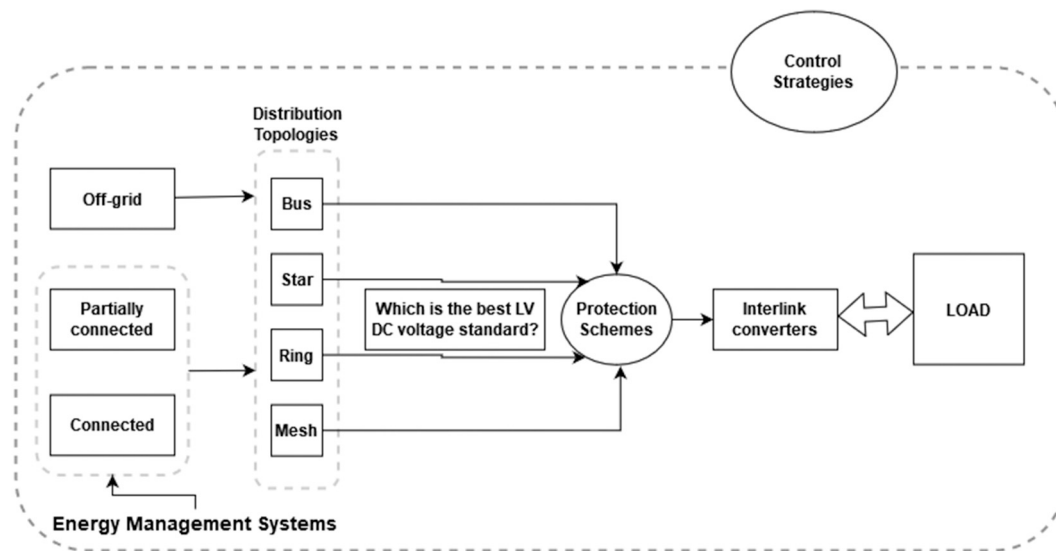 Control
Strategies
Distribution
Topologies
Off-grid
Bus
Star
Partially
connected
Which is the best LV
DC voltage standard?
Protection
Schemes
Interlink
converters
LOAD
Ring
Connected
Mesh
Energy Management Systems